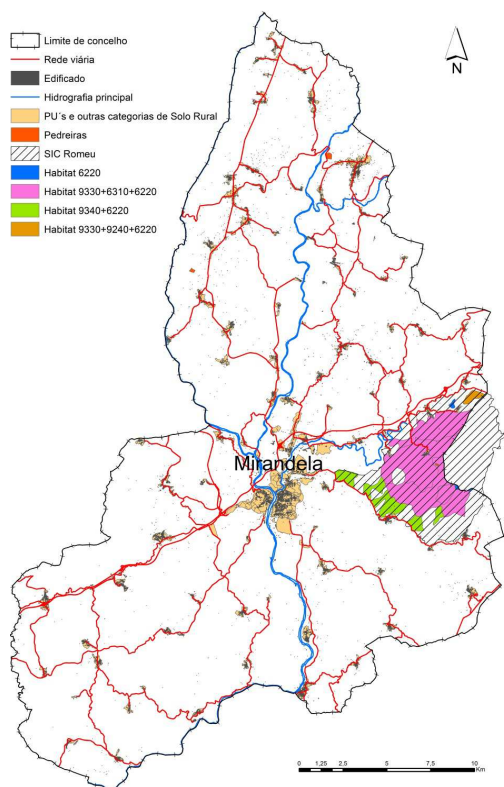 Limite de concelho
Rede viária
Edificado
Hidrografia principal
PU´s e outras categorias de Solo Rural
Pedreiras
SIC Romeu
Habitat 6220
Habitat 9330+6310+6220
Habitat 9340+6220
Habitat 9330+9240+6220
N
Mirandela
0 1,25 2,5 5 7,5 10
Km